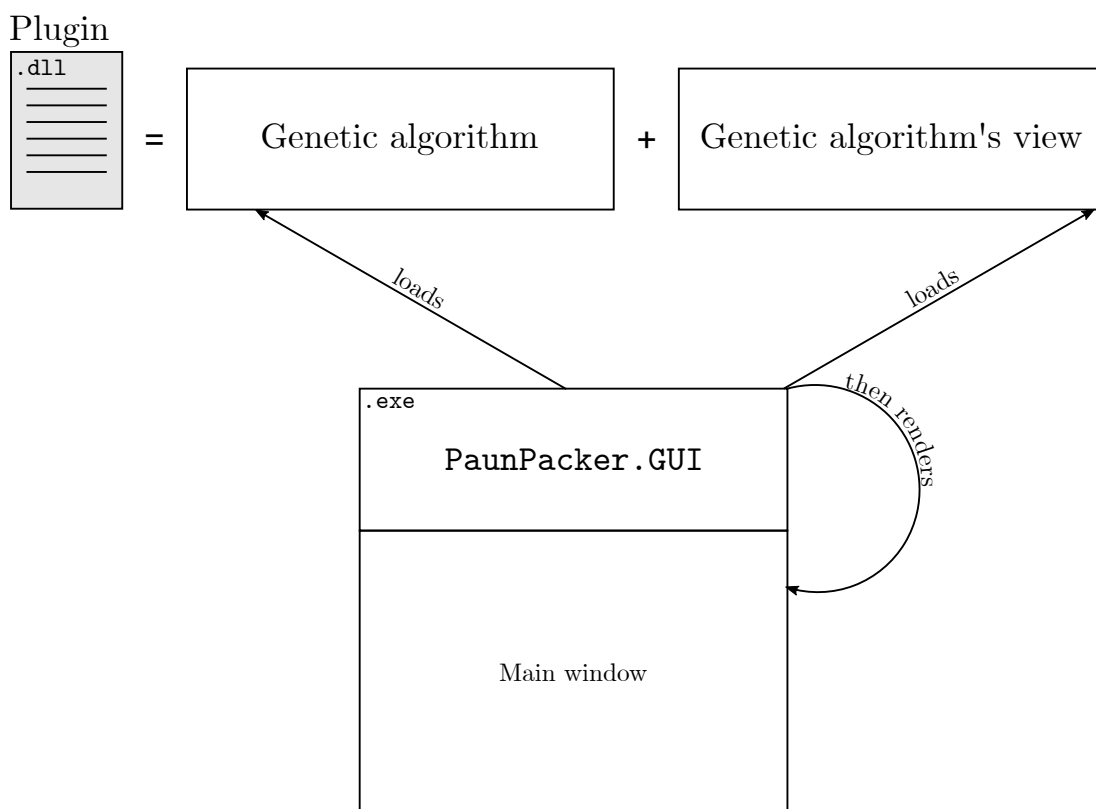 Plugin
.dll
=
Genetic algorithm
+
Genetic algorithm's view
loads
loads
then renders
.exe
PaunPacker.GUI
Main window